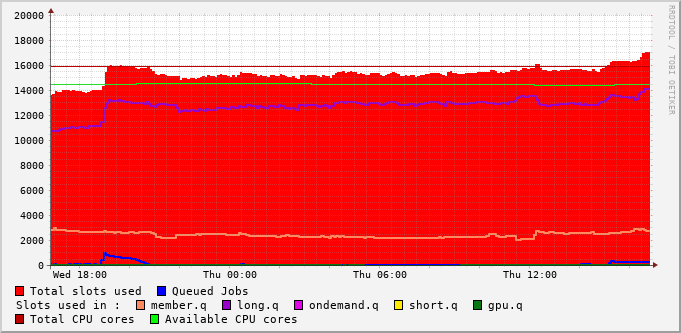 20000
18000
16000
14000
12000
10000
8000
6000
4000
2000
0
Wed 18:00 Thu 00:00 Thu 06:00 Thu 12:00
RRDTOOL / TOBI OETIKER
Total slots used Queued Jobs
Slots used in : member.q long.q ondemand.q short.q gpu.q
Total CPU cores Available CPU cores